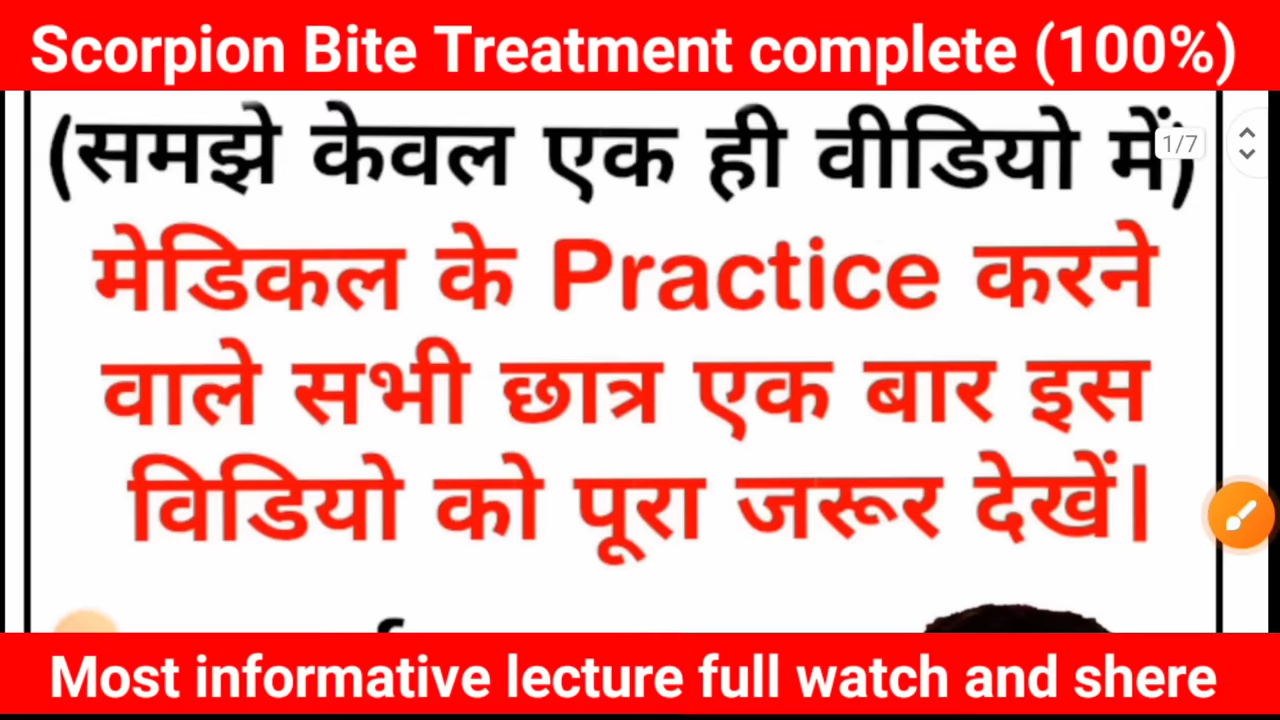 Scorpion Bite Treatment complete (100%)
(समझे केवल एक ही वीडियो में)
1/7
मेडिकल के Practice करने
वाले सभी छात्र एक बार इस
विडियो को पूरा जरूर देखें|
Most informative lecture full watch and shere